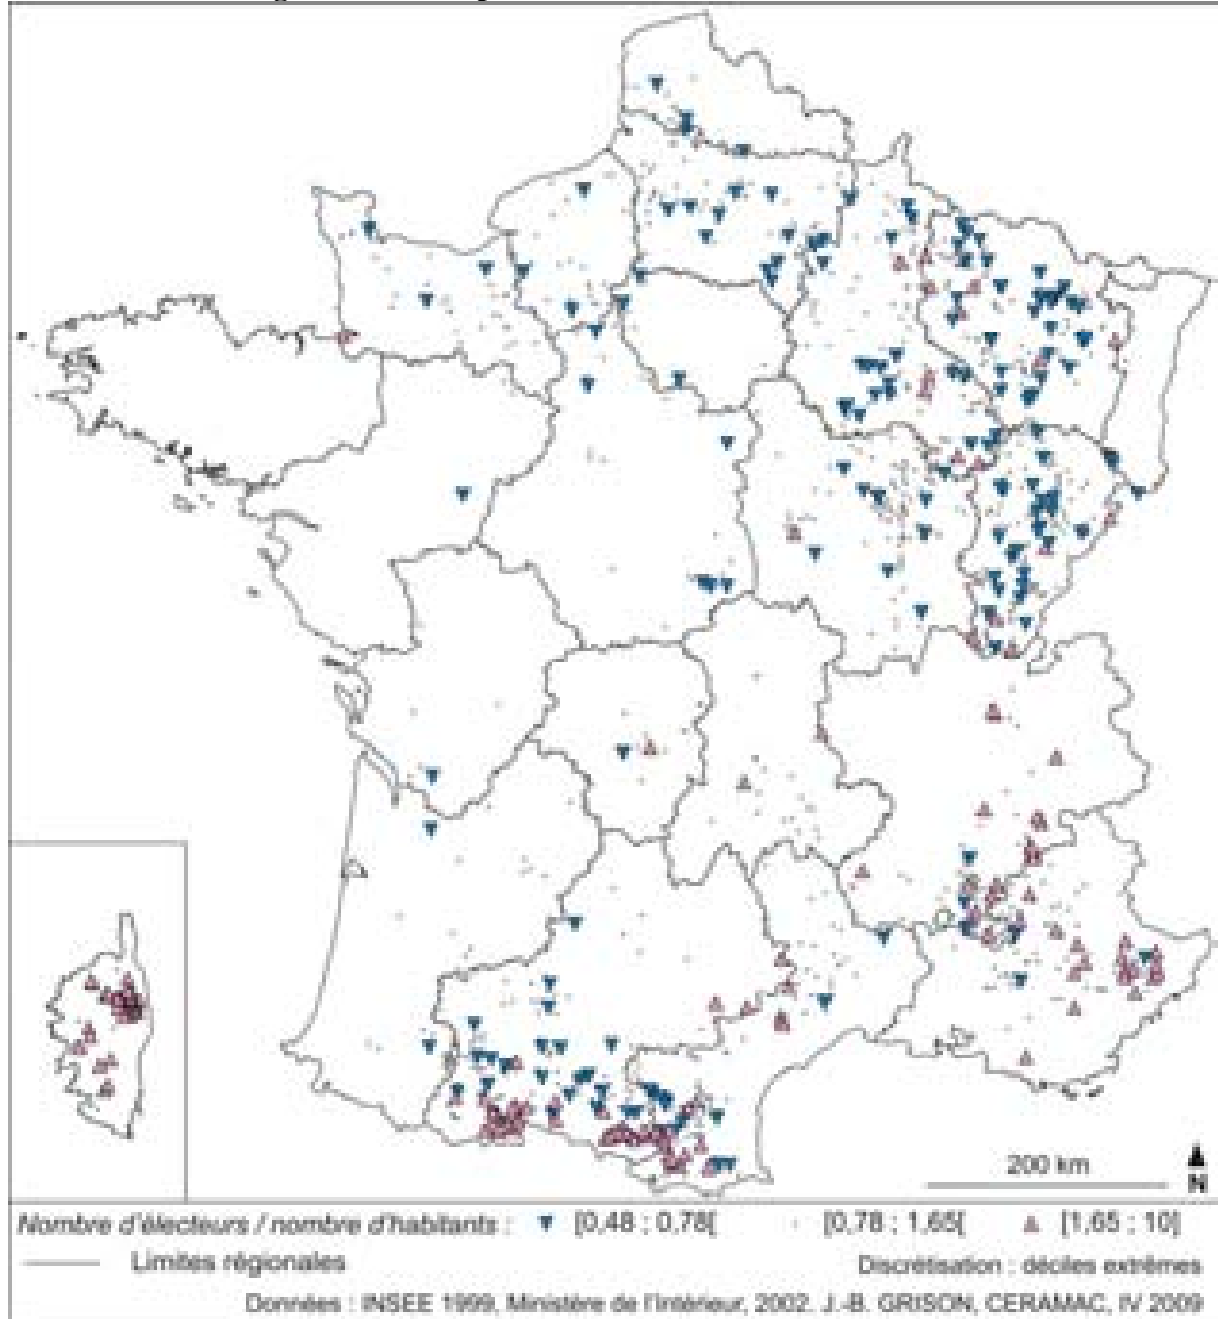 200 km
N
Nombre d'électeurs / nombre d'habitants : [0,48 ; 0,78[ [0,78 ; 1,65[ [1,65 ; 10]
Limites régionales Discrétisation : déciles extrêmes
Données : INSEE 1999, Ministère de l'Intérieur, 2002. J.-B. GRISON, CERAMAC, IV 2009